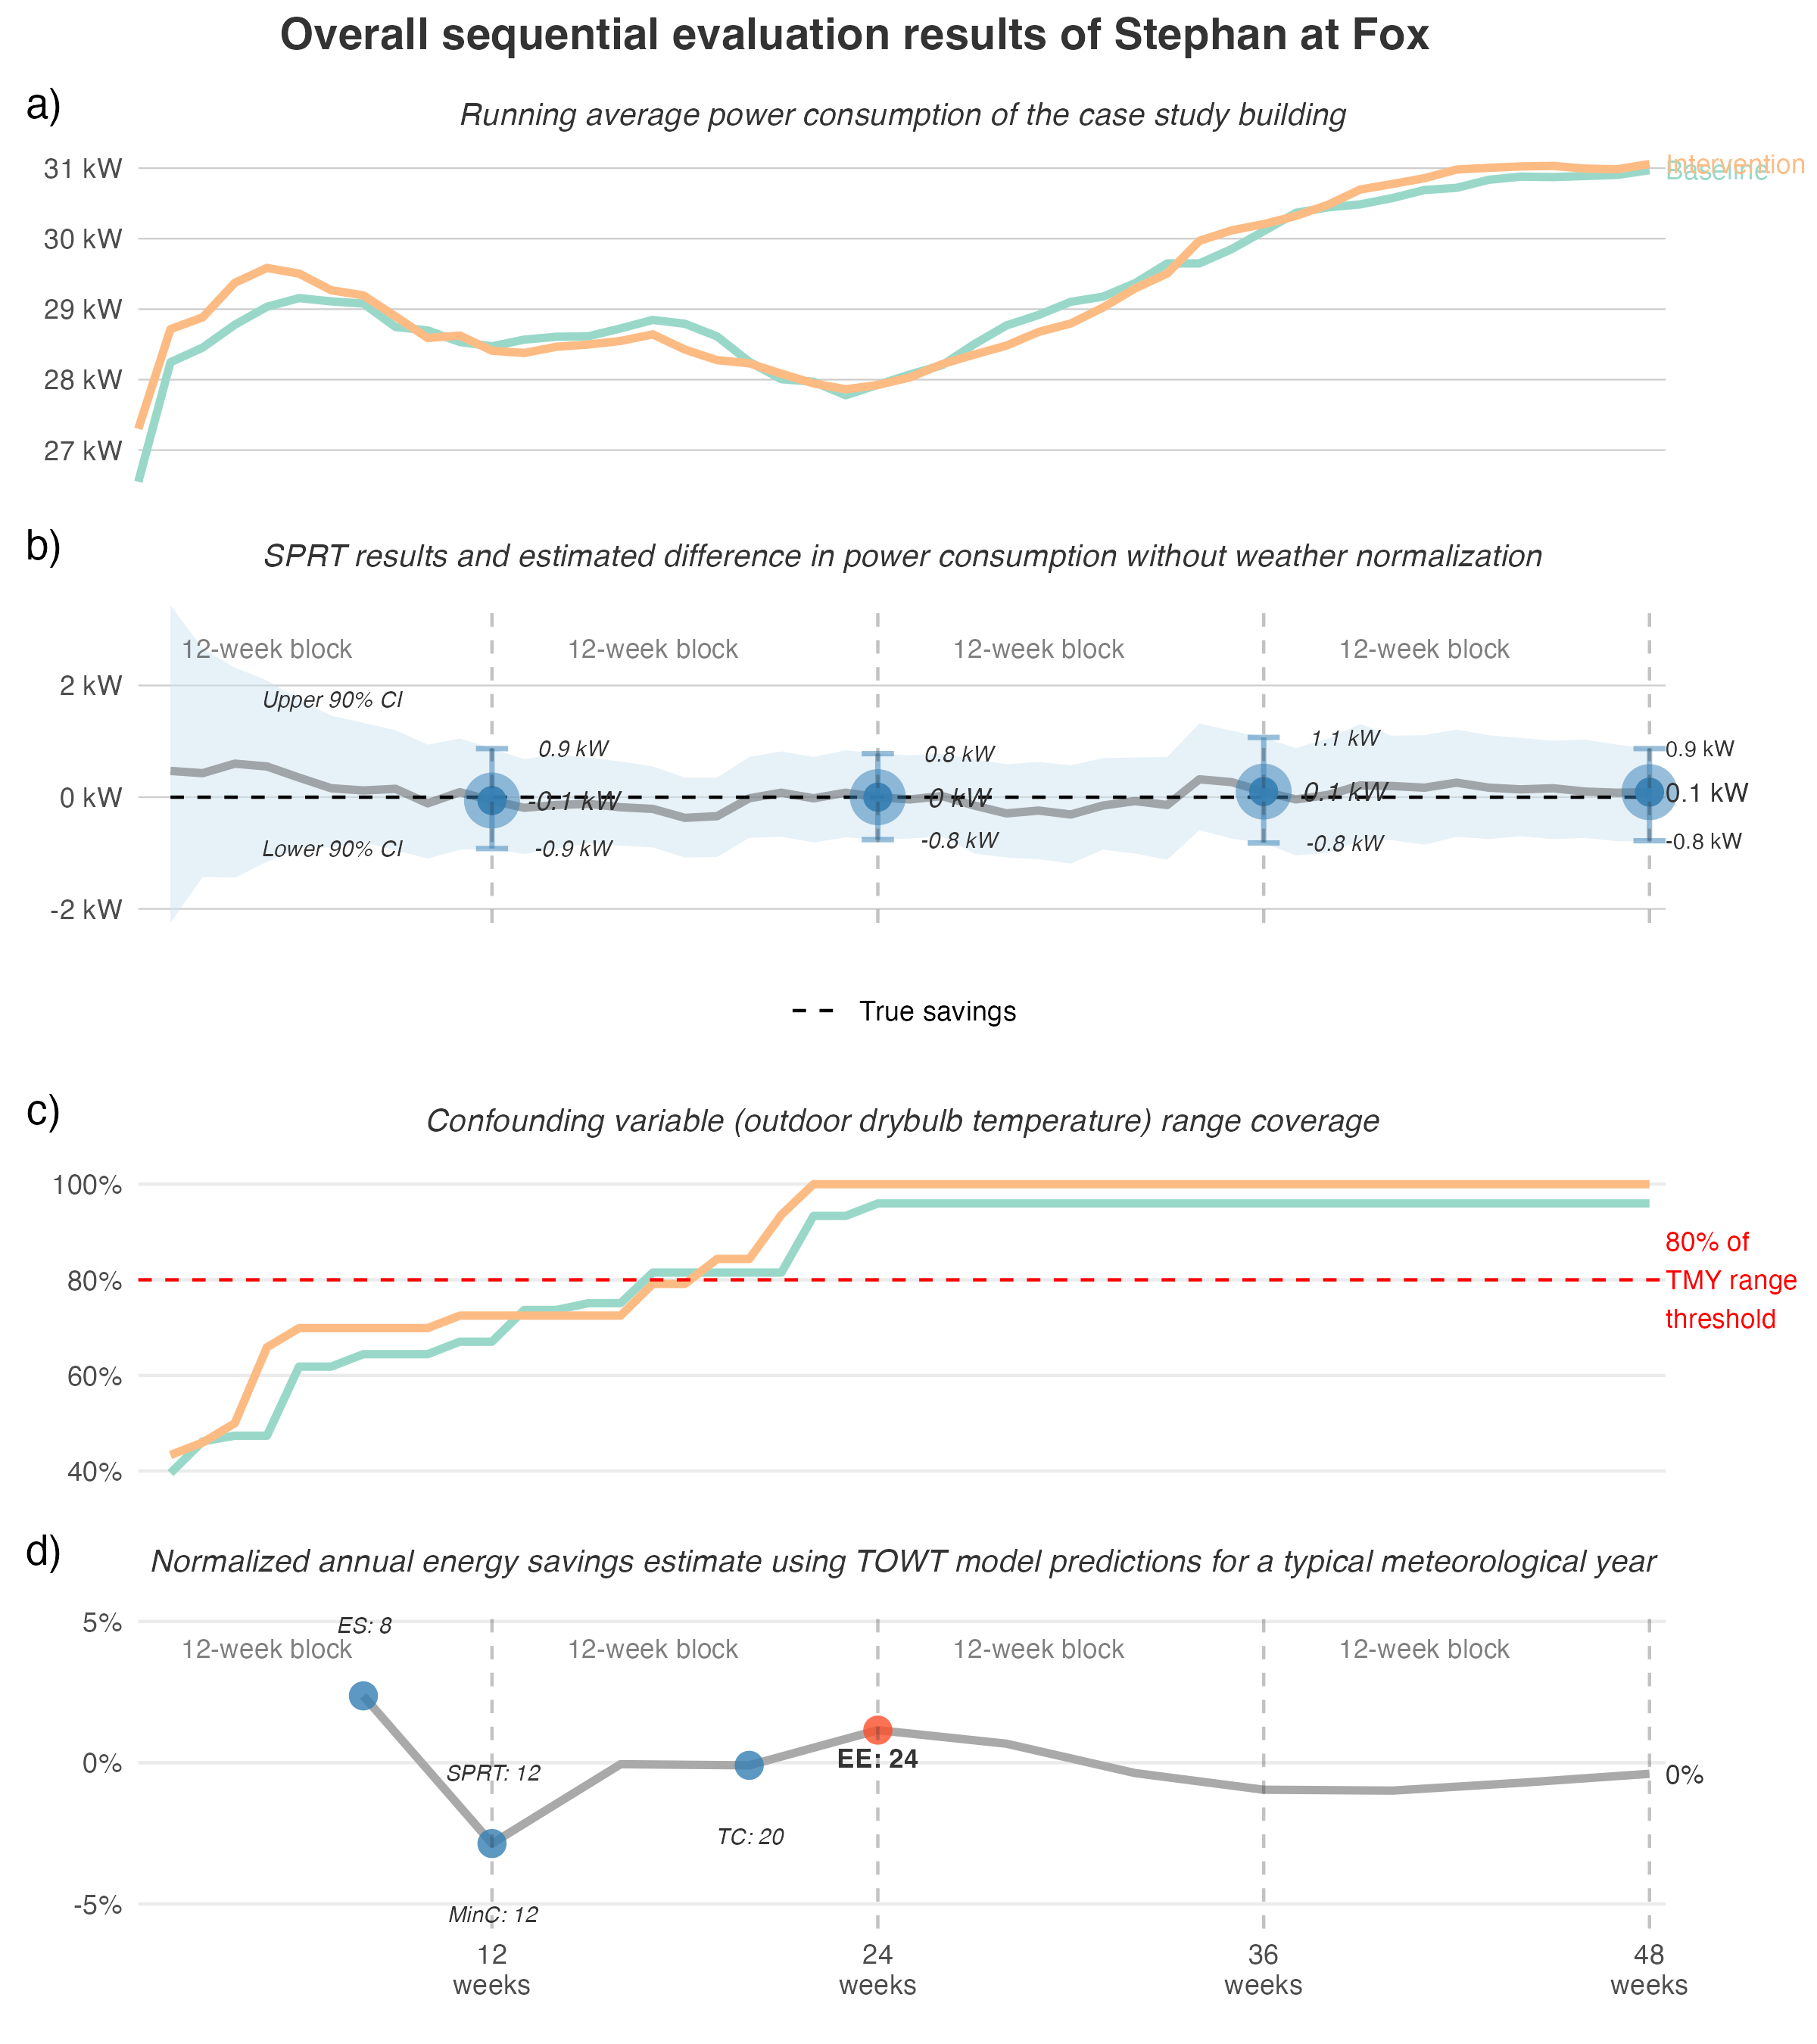 Overall sequential evaluation results of Stephan at Fox
a)
Running average power consumption of the case study building
31 kW
30 kW
29 kW
28 kW
27 kW
Intervention
Baseline
b)
SPRT results and estimated difference in power consumption without weather normalization
12-week block
12-week block
12-week block
12-week block
2 kW
0 kW
-2 kW
Upper 90% CI
Lower 90% CI
0.9 kW
-0.1 kW
-0.9 kW
0.8 kW
0 kW
-0.8 kW
1.1 kW
0.1 kW
-0.8 kW
0.9 kW
0.1 kW
-0.8 kW
True savings
c)
Confounding variable (outdoor drybulb temperature) range coverage
100%
80%
60%
40%
80% of
TMY range
threshold
d)
Normalized annual energy savings estimate using TOWT model predictions for a typical meteorological year
5%
0%
-5%
12-week block
12-week block
12-week block
12-week block
ES: 8
SPRT: 12
MinC: 12
TC: 20
EE: 24
0%
12
weeks
24
weeks
36
weeks
48
weeks